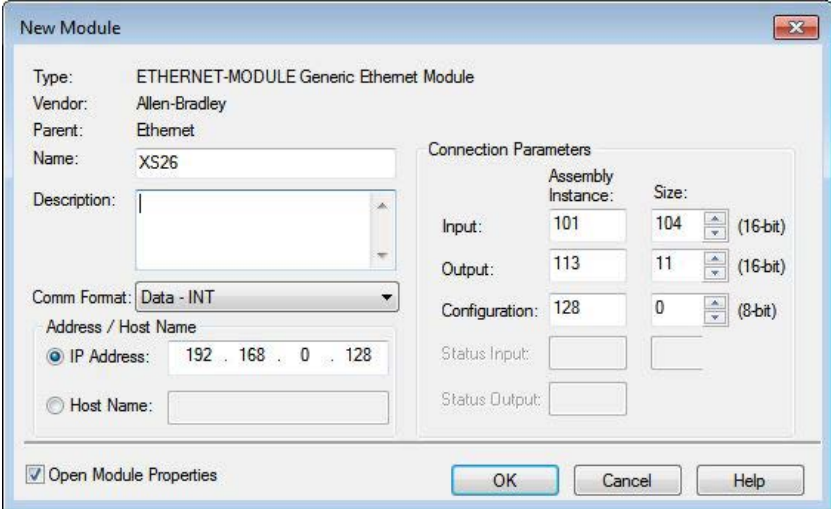 New Module
Type: ETHERNET-MODULE Generic Ethernet Module
Vendor: Allen-Bradley
Parent: Ethernet
Name: XS26
Description:
Comm Format: Data - INT
Address / Host Name
IP Address: 192 . 168 . 0 . 128
Host Name:
Connection Parameters
Assembly
Instance: Size:
Input: 101 104 (16-bit)
Output: 113 11 (16-bit)
Configuration: 128 0 (8-bit)
Status Input:
Status Output:
Open Module Properties
OK Cancel Help